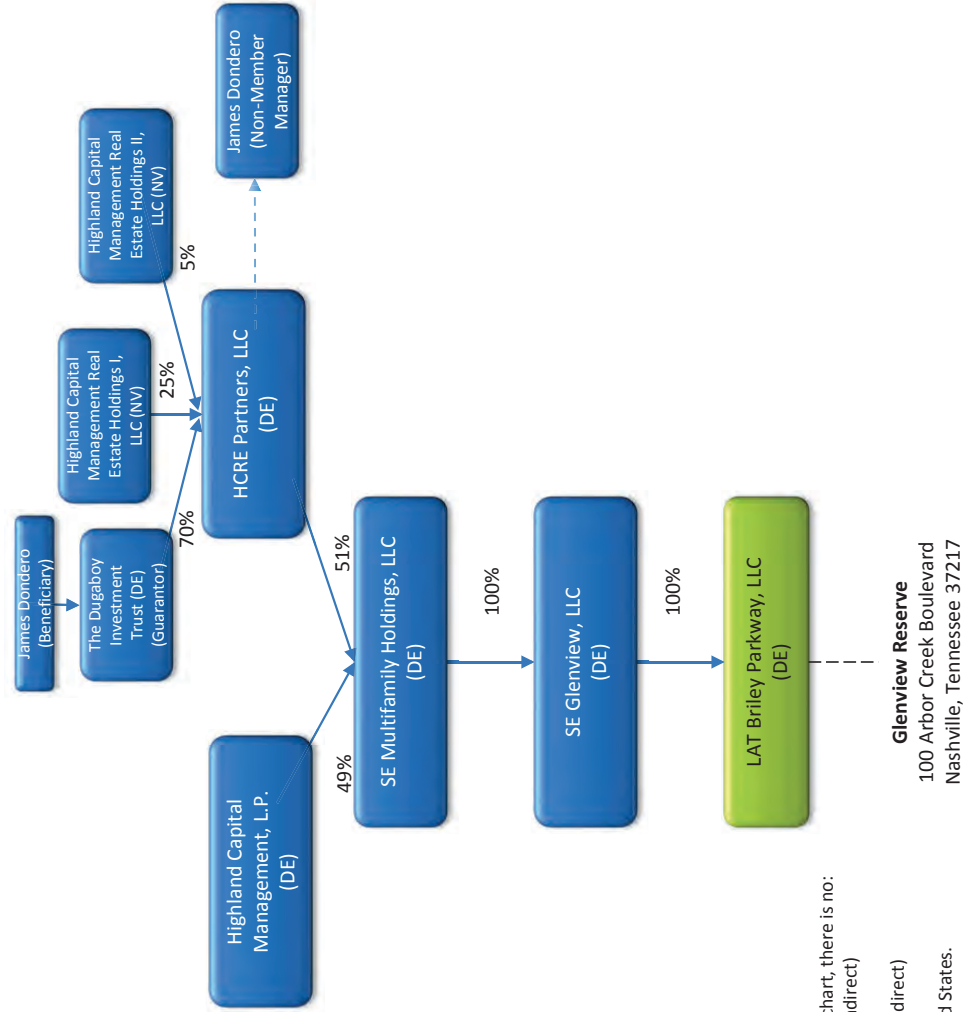 James Dondero
(Beneficiary)
The Dugaboy
Investment
Trust (DE)
(Guarantor)
Highland Capital
Management Real
Estate Holdings I,
LLC (NV)
Highland Capital
Management Real
Estate Holdings II,
LLC (NV)
70%
25%
5%
HCRE Partners, LLC
(DE)
James Dondero
(Non-Member
Manager)
Highland Capital
Management, L.P.
(DE)
49%
51%
SE Multifamily Holdings, LLC
(DE)
100%
SE Glenview, LLC
(DE)
100%
LAT Briley Parkway, LLC
(DE)
Glenview Reserve
100 Arbor Creek Boulevard
Nashville, Tennessee 37217
chart, there is no:
ndirect)
direct)
d States.